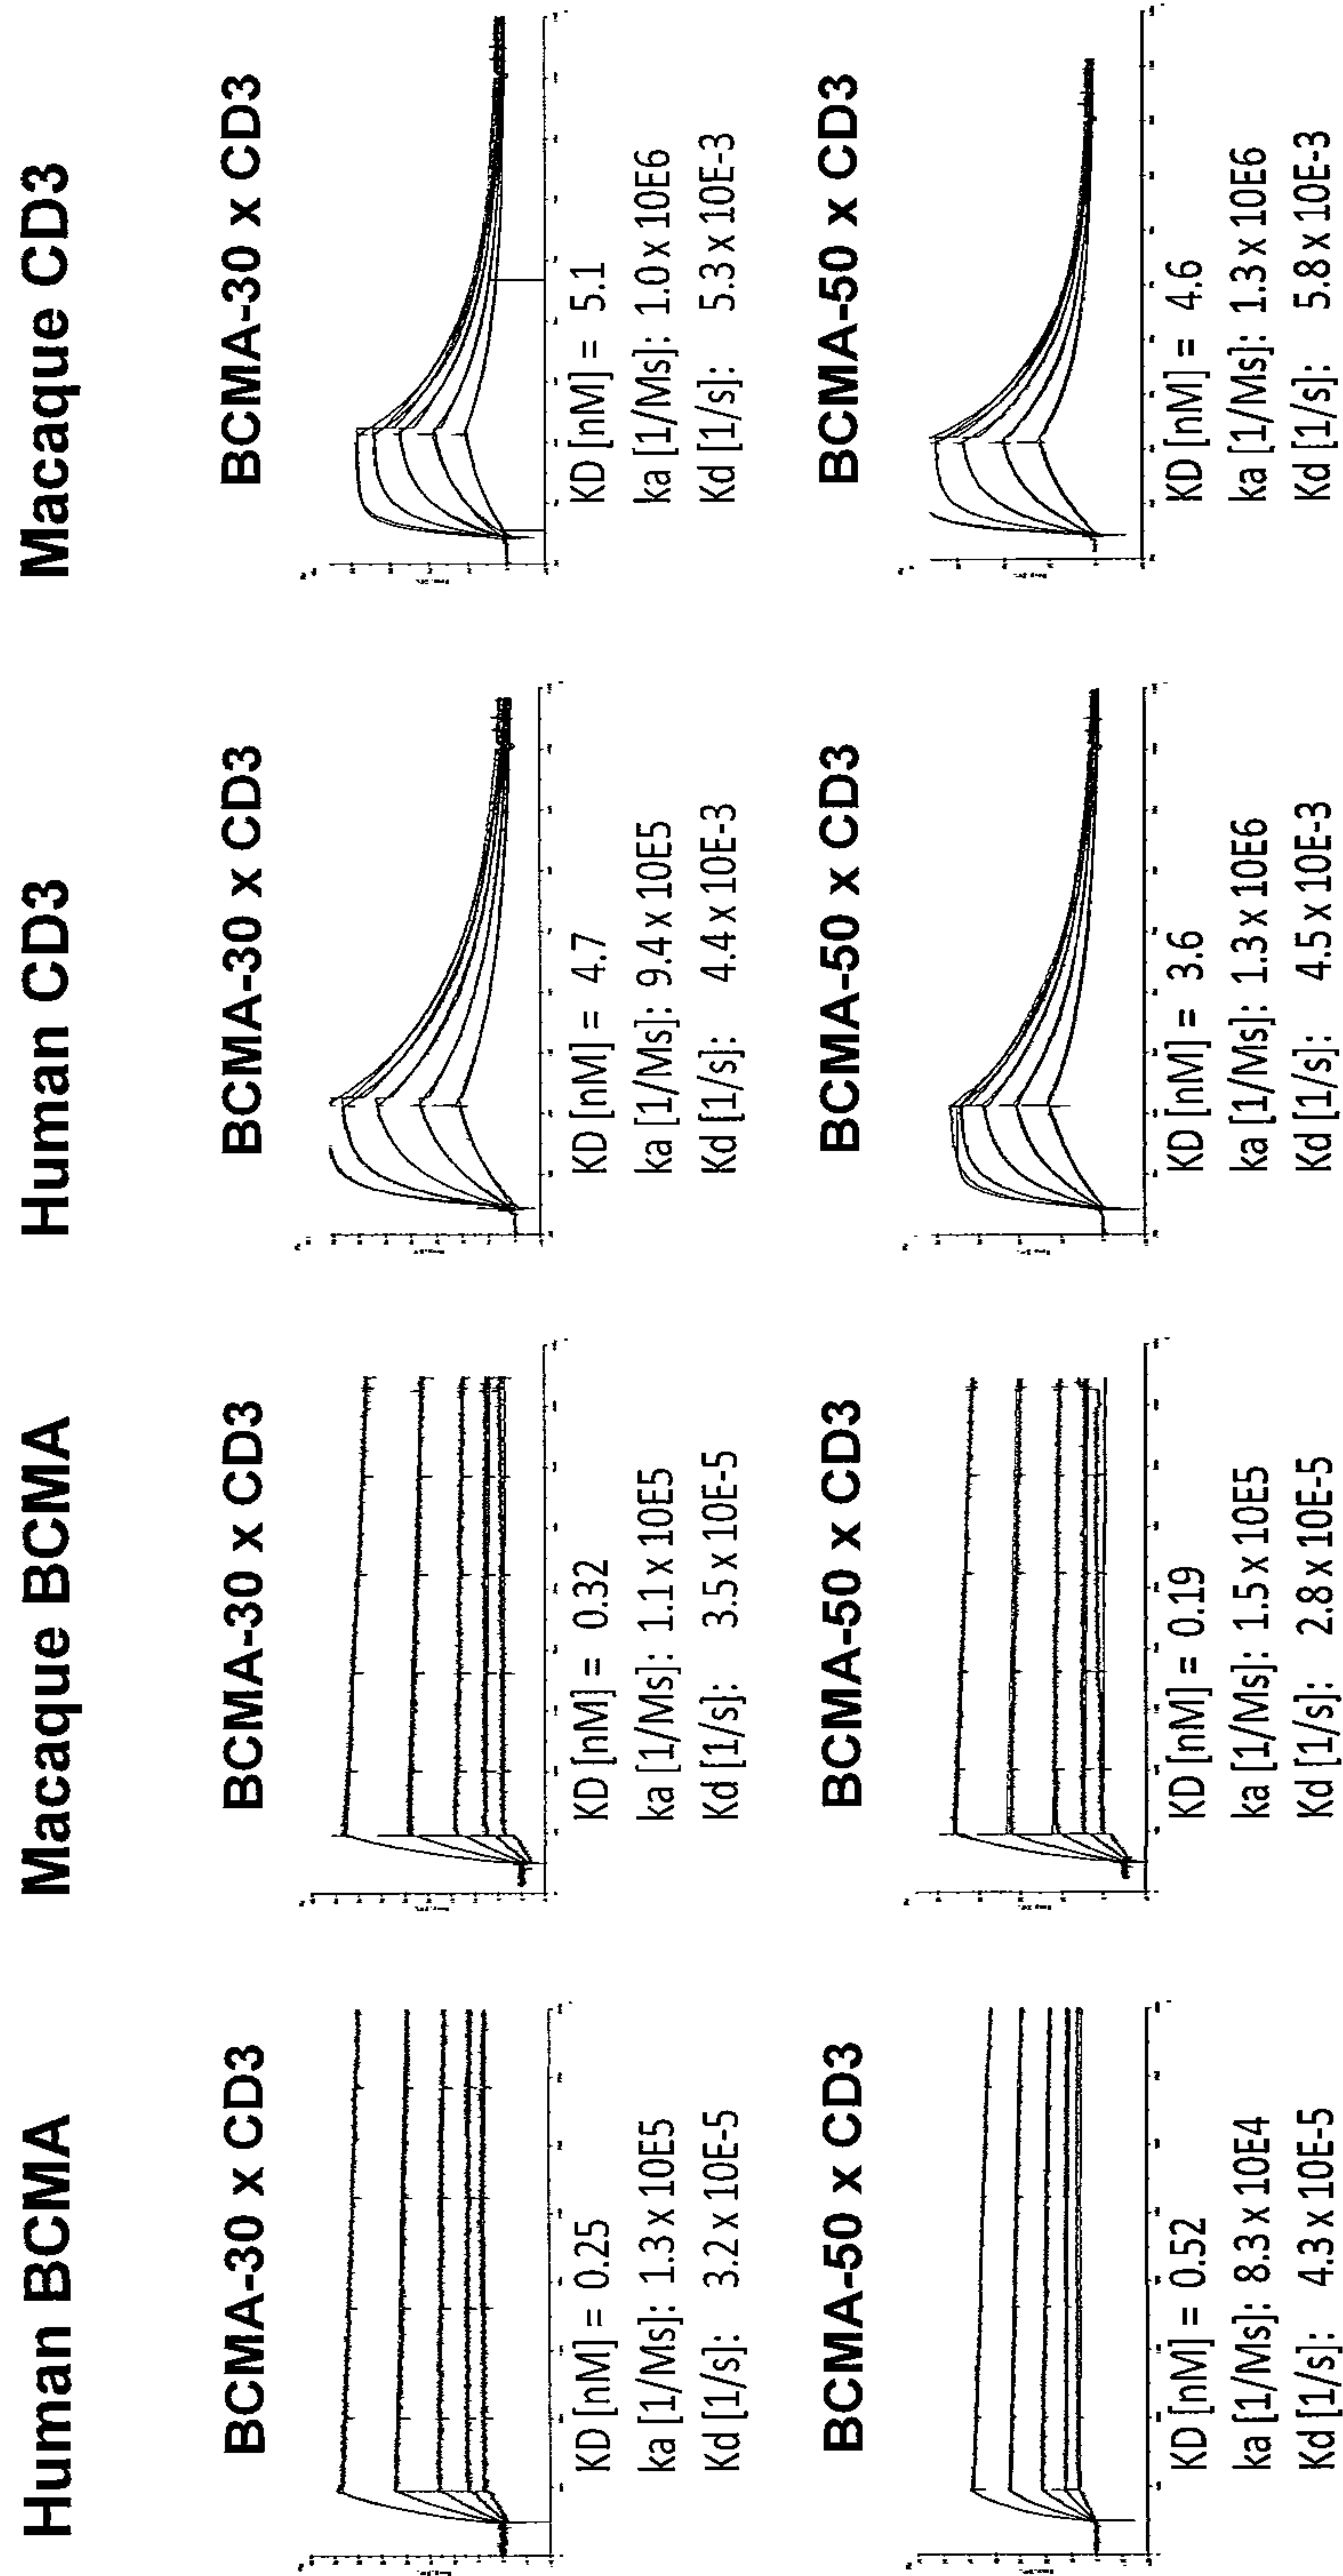 Human BCMA
Macaque BCMA
Human CD3
Macaque CD3
BCMA-30 x CD3
KD [nM] = 0.25
ka [1/Ms]: 1.3 x 10E5
Kd [1/s]: 3.2 x 10E-5
BCMA-30 x CD3
KD [nM] = 0.32
ka [1/Ms]: 1.1 x 10E5
Kd [1/s]: 3.5 x 10E-5
BCMA-30 x CD3
KD [nM] = 4.7
ka [1/Ms]: 9.4 x 10E5
Kd [1/s]: 4.4 x 10E-3
BCMA-30 x CD3
KD [nM] = 5.1
ka [1/Ms]: 1.0 x 10E6
Kd [1/s]: 5.3 x 10E-3
BCMA-50 x CD3
KD [nM] = 0.52
ka [1/Ms]: 8.3 x 10E4
Kd [1/s]: 4.3 x 10E-5
BCMA-50 x CD3
KD [nM] = 0.19
ka [1/Ms]: 1.5 x 10E5
Kd [1/s]: 2.8 x 10E-5
BCMA-50 x CD3
KD [nM] = 3.6
ka [1/Ms]: 1.3 x 10E6
Kd [1/s]: 4.5 x 10E-3
BCMA-50 x CD3
KD [nM] = 4.6
ka [1/Ms]: 1.3 x 10E6
Kd [1/s]: 5.8 x 10E-3